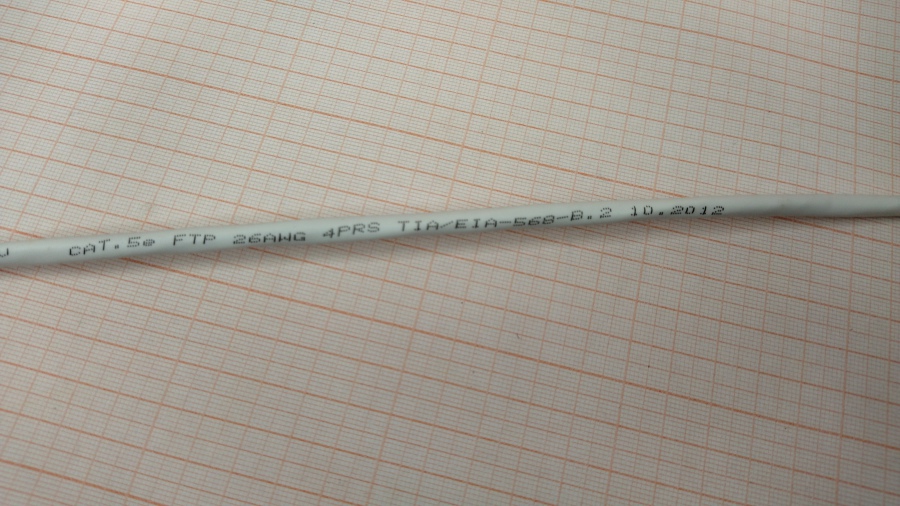 CAT.5e FTP 26AWG 4PRS TIA/EIA-568-B.2 10.2012